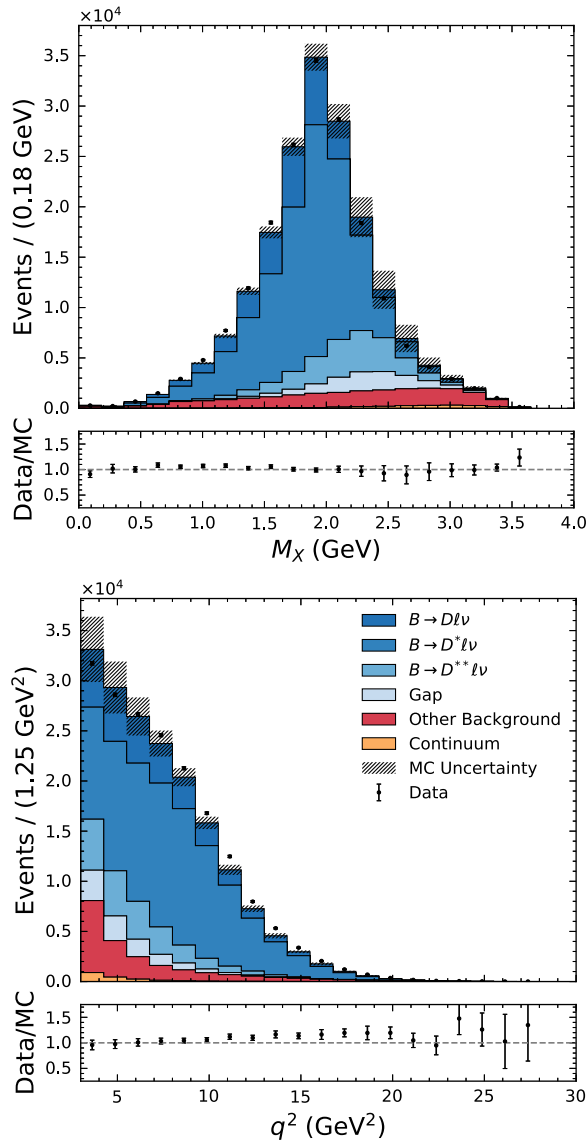 ×10⁴
3.5
3.0
2.5
2.0
1.5
1.0
0.5
0.0
Events / (0.18 GeV)
1.5
1.0
0.5
Data/MC
0.0 0.5 1.0 1.5 2.0 2.5 3.0 3.5 4.0
M_X (GeV)
×10⁴
3.5
3.0
2.5
2.0
1.5
1.0
0.5
0.0
Events / (1.25 GeV²)
B → Dℓν
B → D*ℓν
B → D**ℓν
Gap
Other Background
Continuum
MC Uncertainty
Data
1.5
1.0
0.5
Data/MC
5 10 15 20 25 30
q² (GeV²)